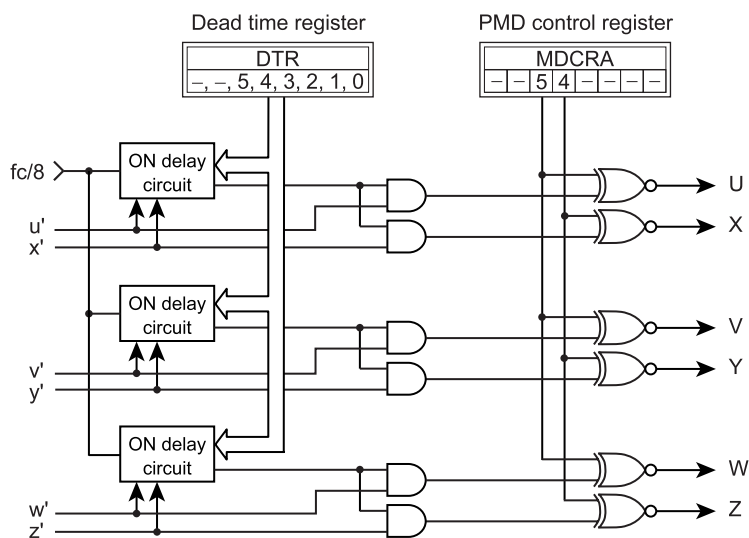 Dead time register
PMD control register
DTR
–, –, 5, 4, 3, 2, 1, 0
MDCRA
– – 5 4 – – – –
fc/8
ON delay
circuit
u'
x'
U
X
ON delay
circuit
v'
y'
V
Y
ON delay
circuit
w'
z'
W
Z